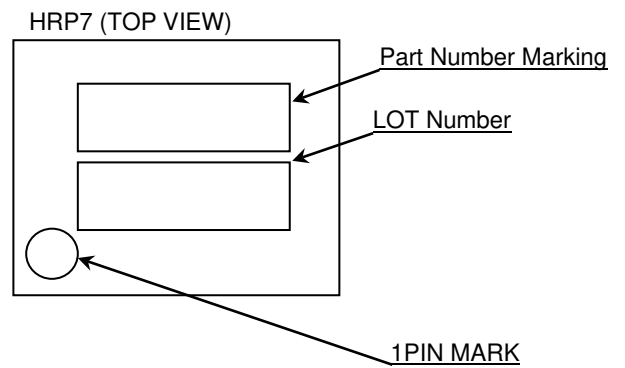 HRP7 (TOP VIEW)
Part Number Marking
LOT Number
1PIN MARK